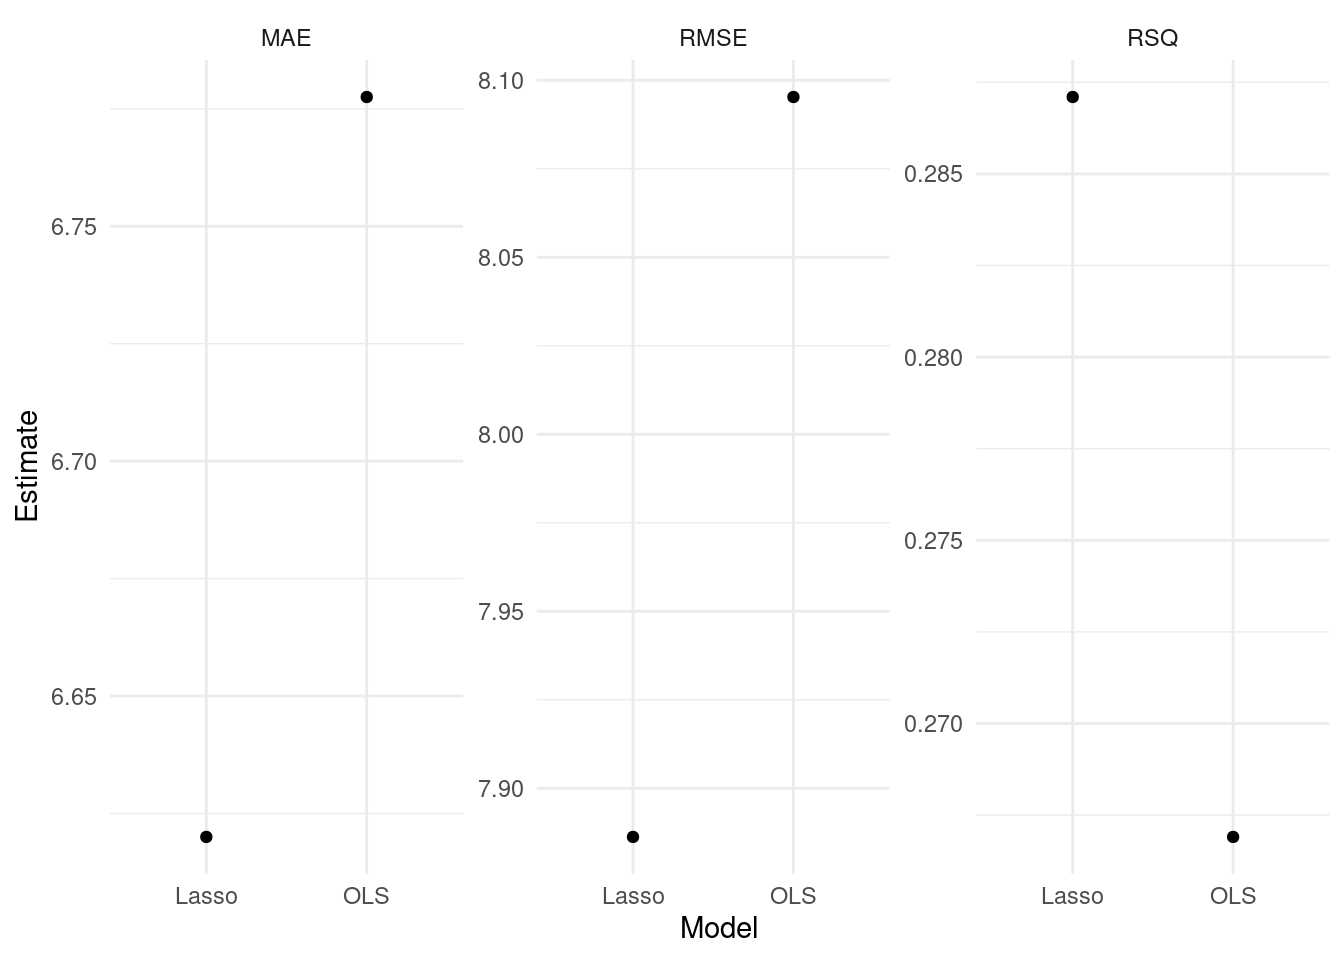 MAE
RMSE
RSQ
Estimate
6.75
6.70
6.65
8.10
8.05
8.00
7.95
7.90
0.285
0.280
0.275
0.270
Lasso OLS
Lasso OLS
Lasso OLS
Model